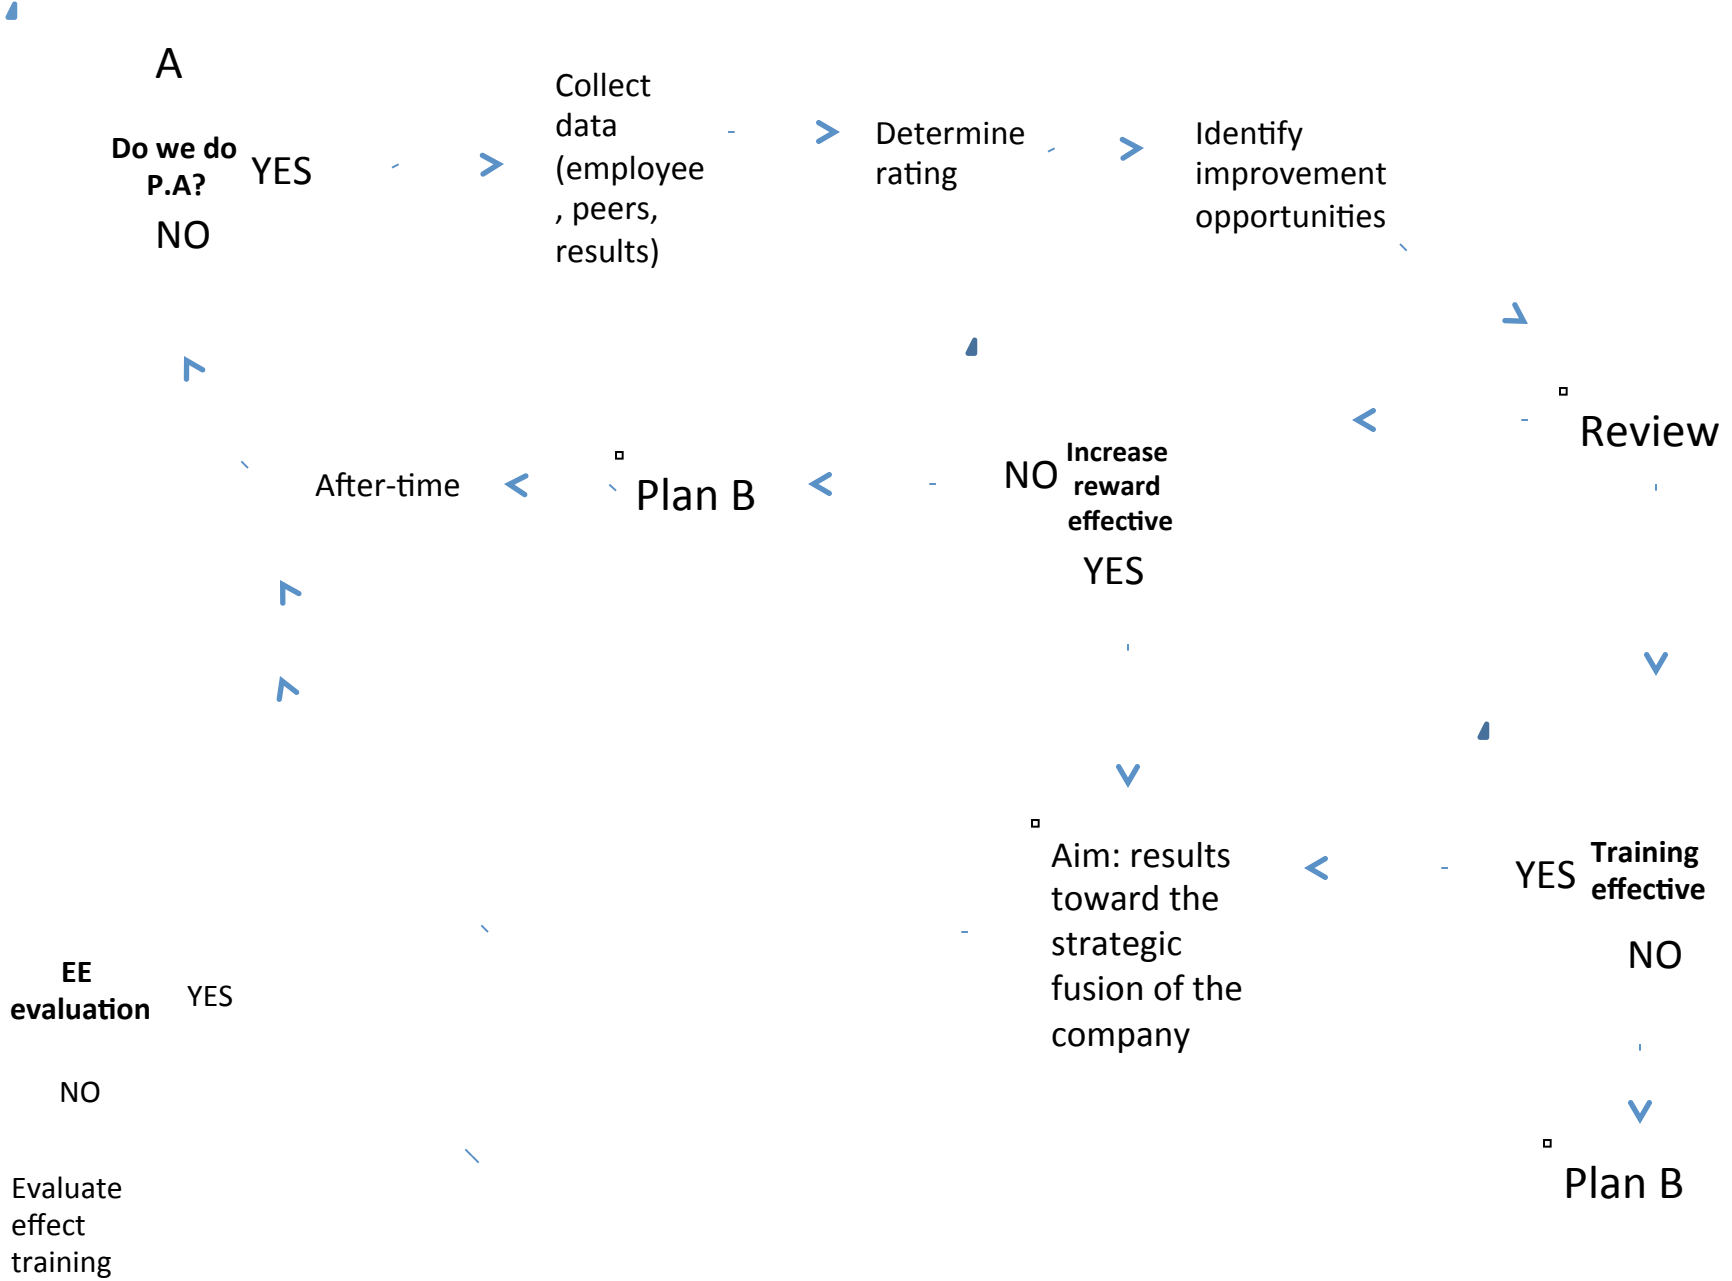 A
Do we do
P.A?
YES
NO
Collect
data
(employee
, peers,
results)
Determine
rating
Identify
improvement
opportunities
Review
Increase
reward
effective
NO
YES
Plan B
After-time
Training
effective
YES
NO
Aim: results
toward the
strategic
fusion of the
company
EE
evaluation
YES
NO
Plan B
Evaluate
effect
training